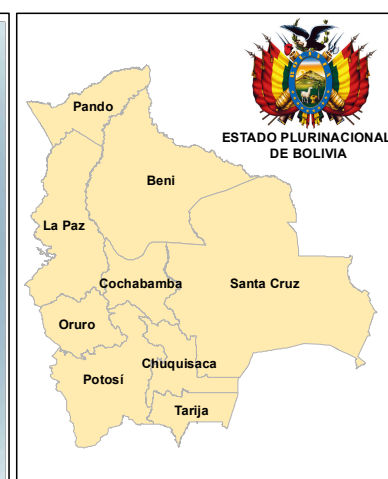 ESTADO PLURINACIONAL
DE BOLIVIA
Pando
Beni
La Paz
Cochabamba
Santa Cruz
Oruro
Chuquisaca
Potosí
Tarija